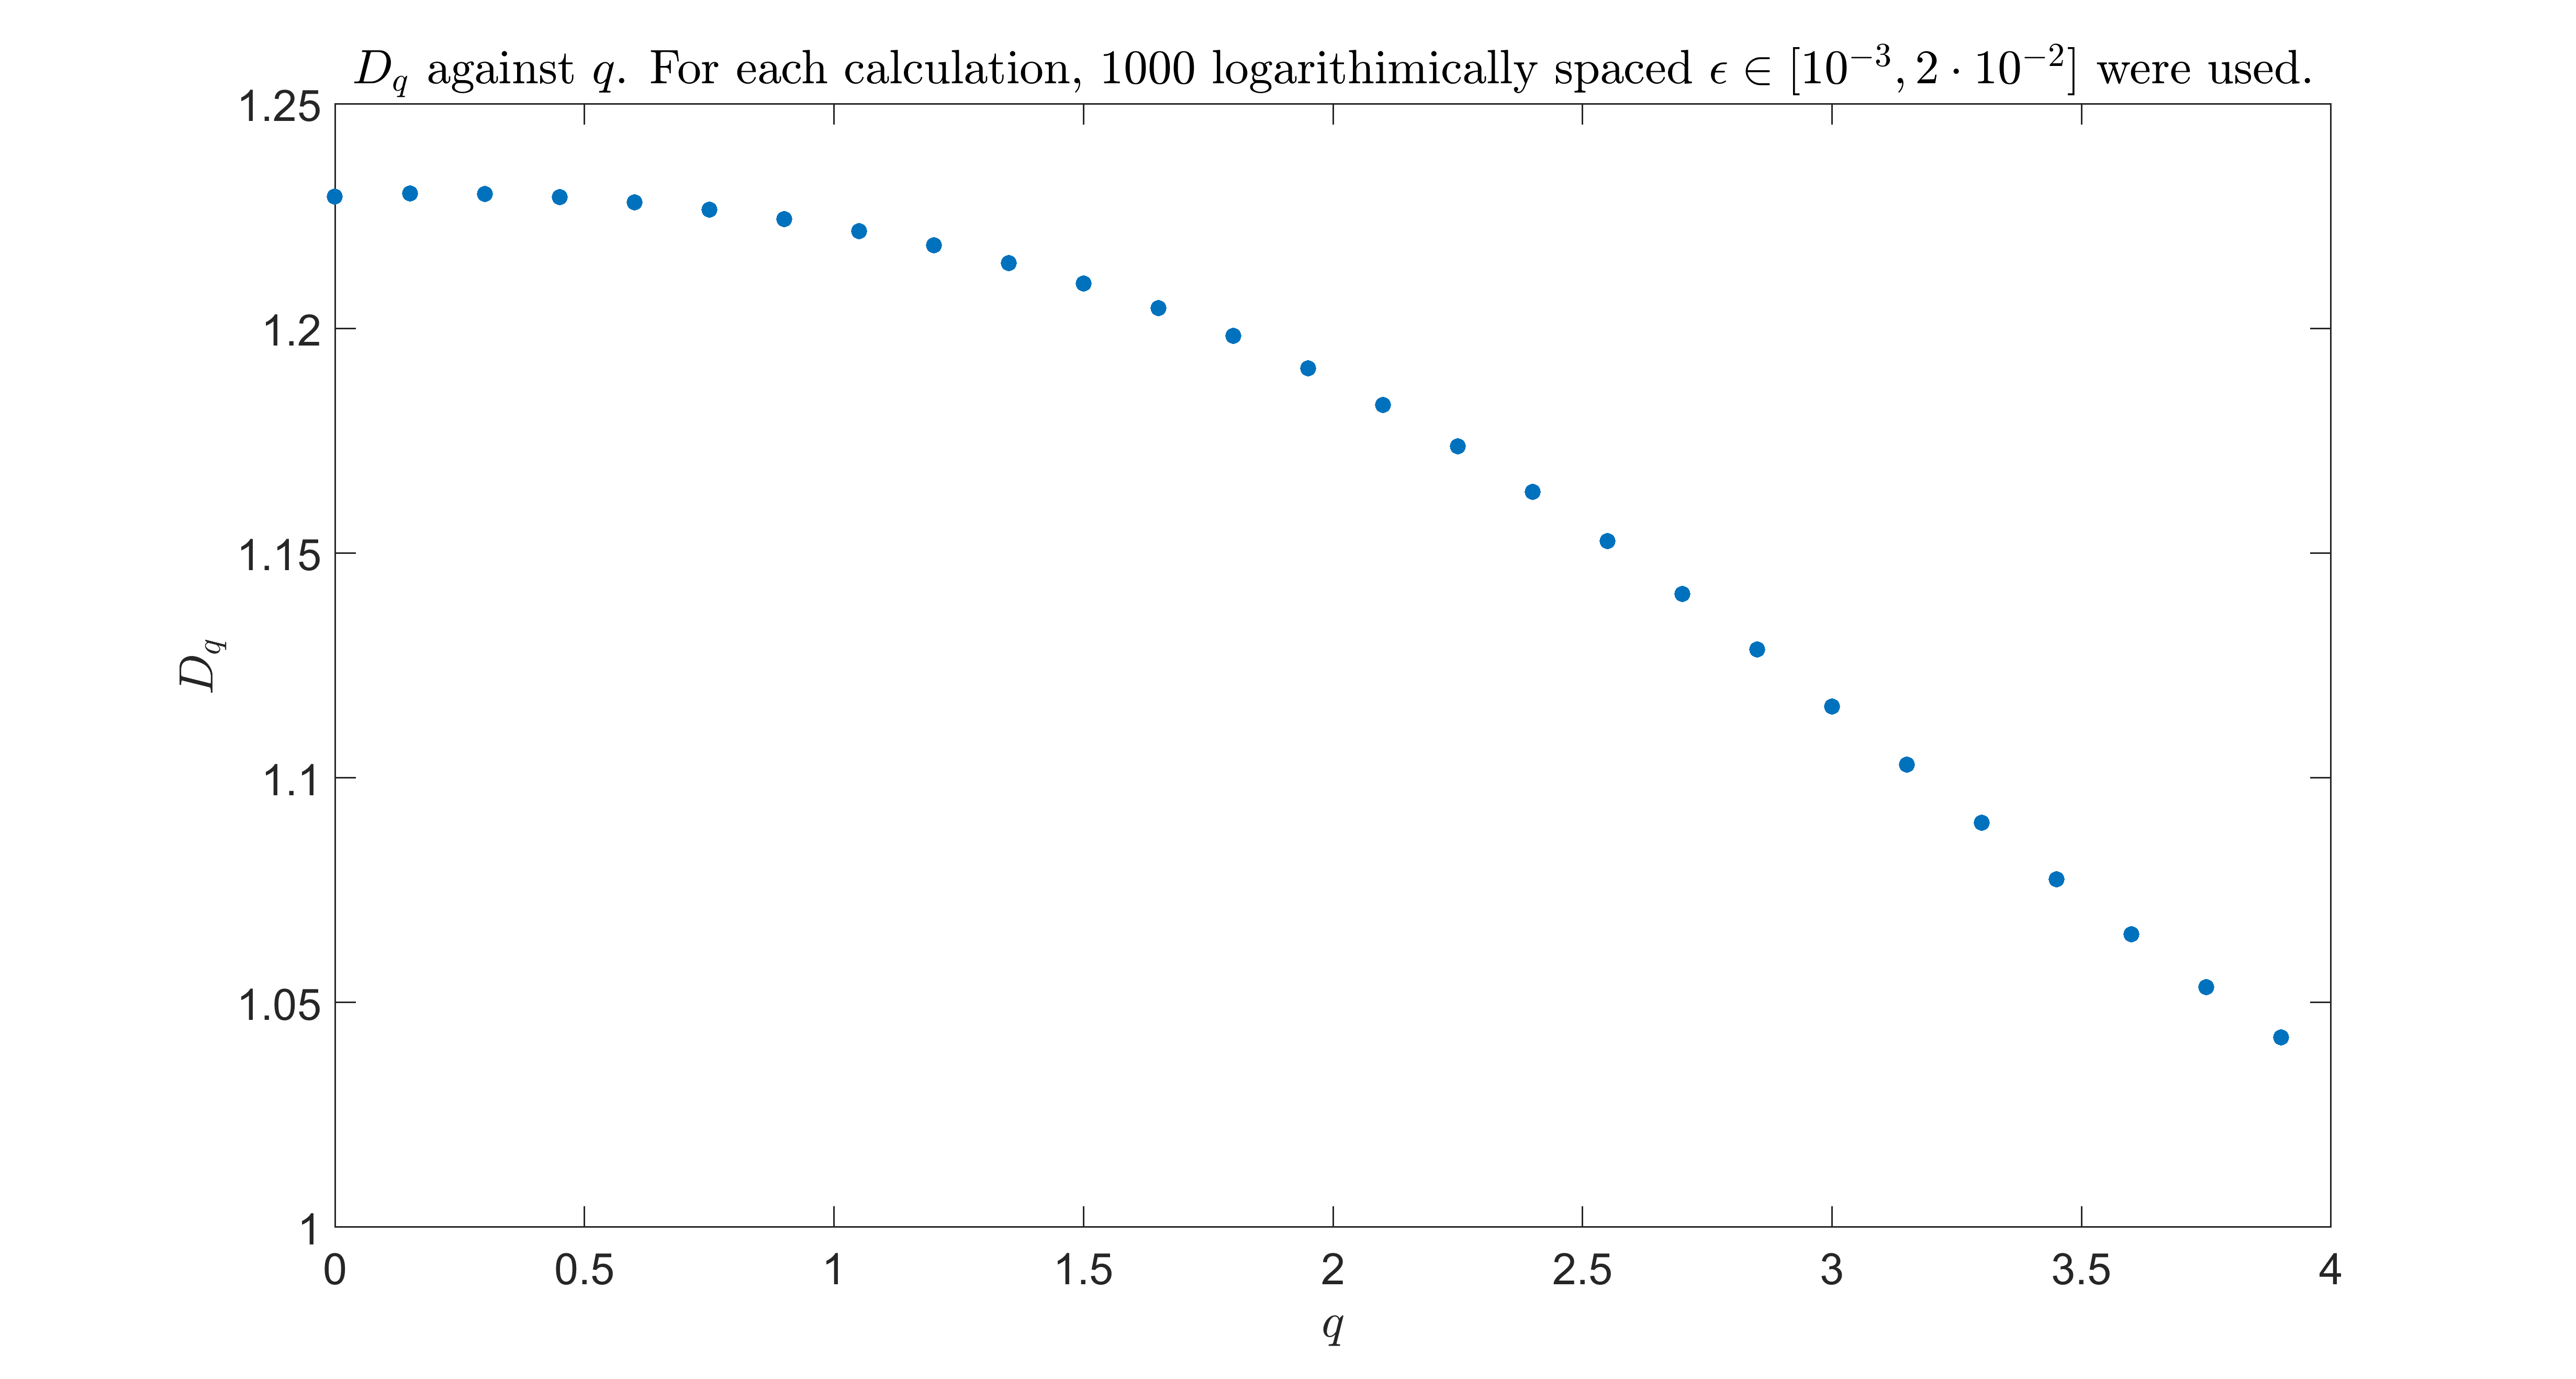 D_q against q. For each calculation, 1000 logarithimically spaced ϵ ∈ [10^{-3}, 2 · 10^{-2}] were used.
1.25
1.2
1.15
1.1
1.05
1
D_q
0 0.5 1 1.5 2 2.5 3 3.5 4
q